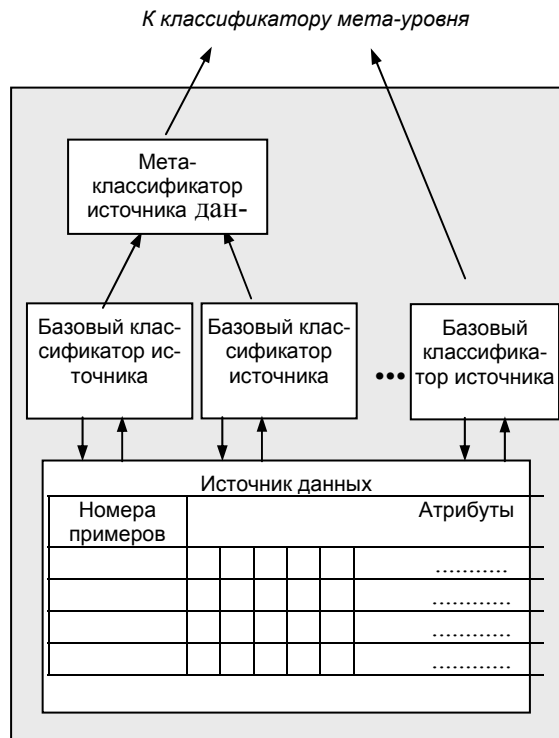 К классификатору мета-уровня
Мета-
классификатор
источника дан-
Базовый клас-
сификатор ис-
точника
Базовый клас-
сификатор
источника
...
Базовый
классифика-
тор источника
Источник данных
Номера
примеров
Атрибуты
...........
...........
...........
...........